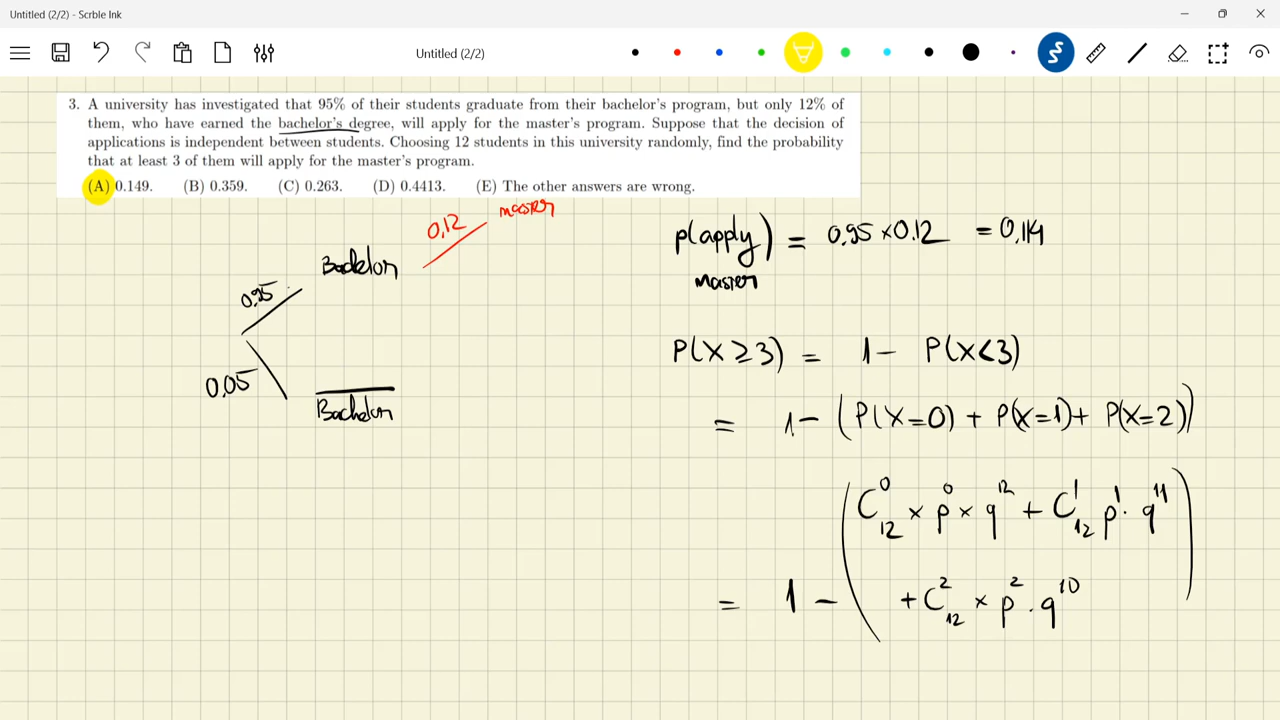 Untitled (2/2) - Scrble Ink
Untitled (2/2)
3. A university has investigated that 95% of their students graduate from their bachelor's program, but only 12% of
them, who have earned the bachelor's degree, will apply for the master's program. Suppose that the decision of
applications is independent between students. Choosing 12 students in this university randomly, find the probability
that at least 3 of them will apply for the master's program.
(A) 0.149. (B) 0.359. (C) 0.263. (D) 0.4413. (E) The other answers are wrong.
0,12 master
Bachelor
0,95
0,05
Bachelor
p(apply) = 0,95 × 0.12 = 0,114
master
P(X ≥ 3) = 1 - P(X < 3)
= 1 - (P(X=0) + P(X=1) + P(X=2))
= 1 - (C⁰₁₂ × p⁰ × q¹² + C¹₁₂ p¹ · q¹¹
+ C²₁₂ × p² · q¹⁰)